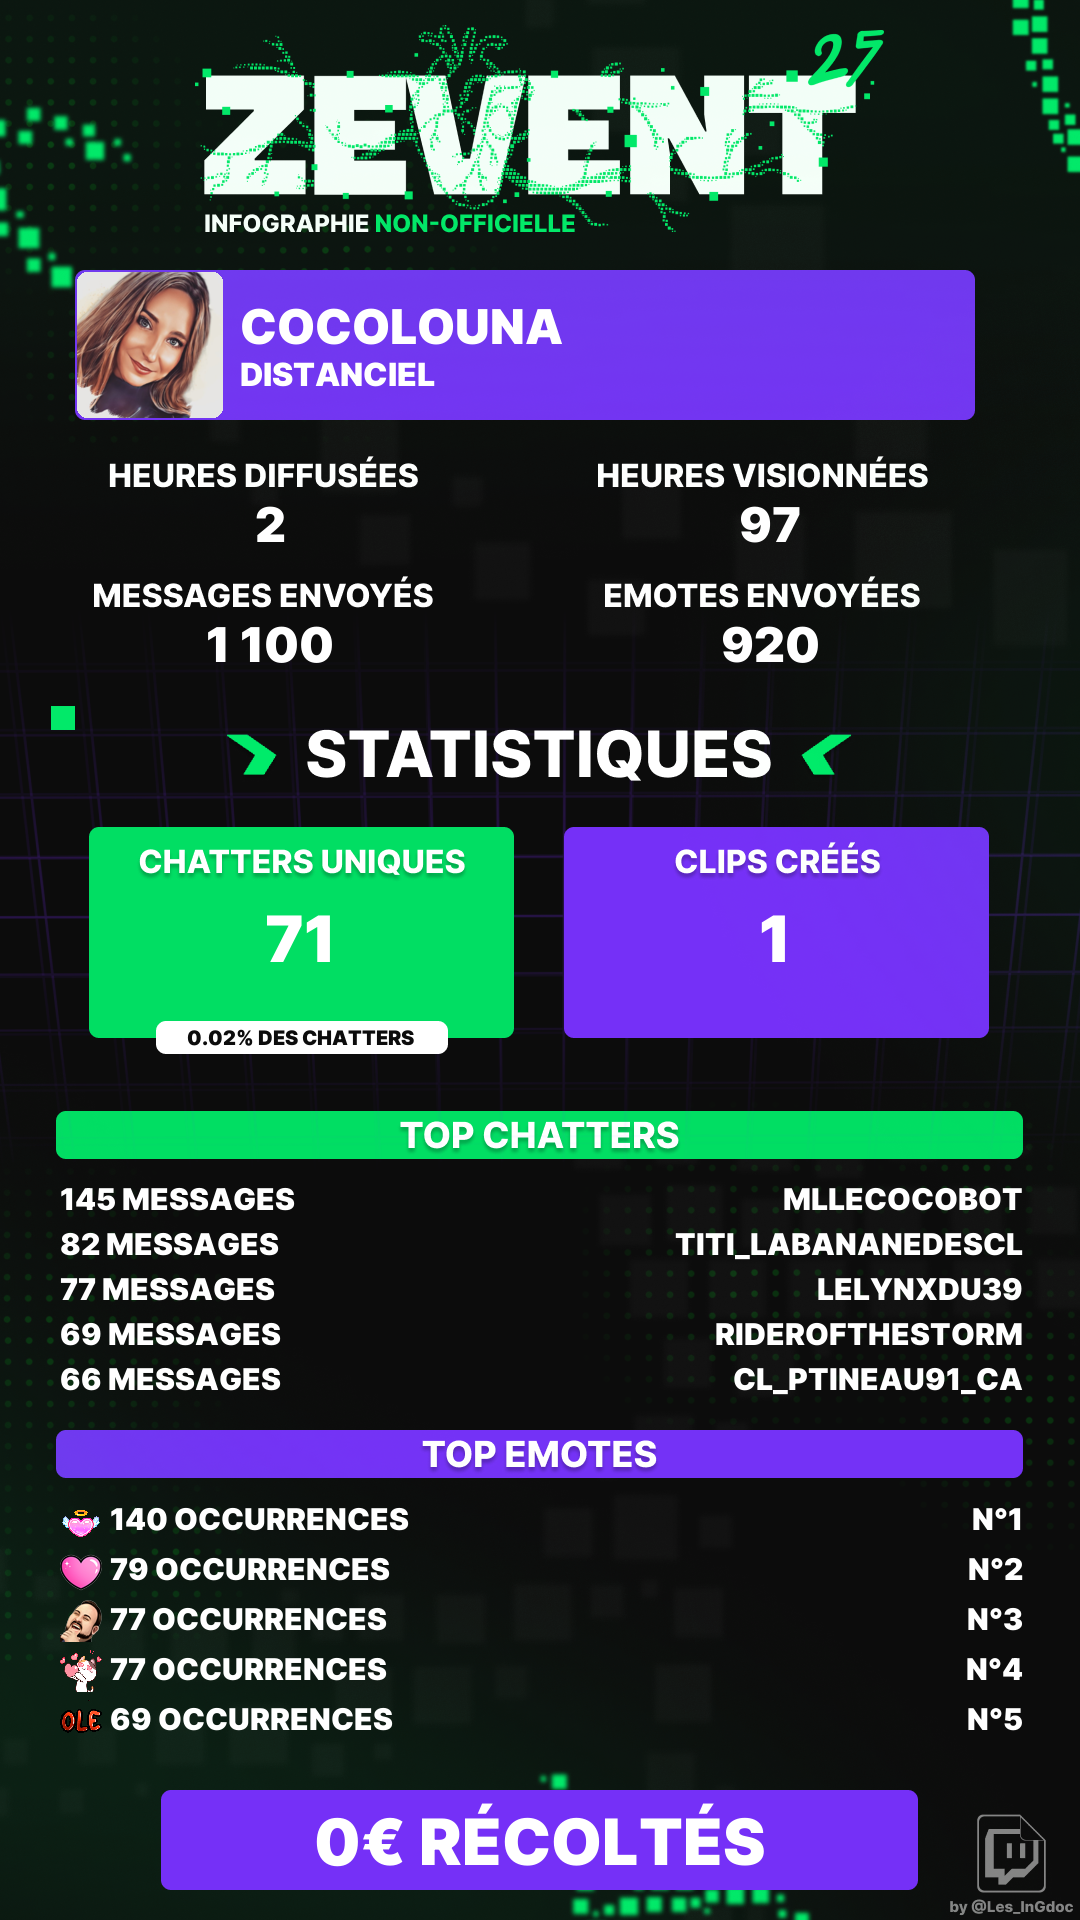 ZEVENT 25
INFOGRAPHIE NON-OFFICIELLE
COCOLOUNA
DISTANCIEL
HEURES DIFFUSÉES
2
HEURES VISIONNÉES
97
MESSAGES ENVOYÉS
1 100
EMOTES ENVOYÉES
920
STATISTIQUES
CHATTERS UNIQUES
71
0.02% DES CHATTERS
CLIPS CRÉÉS
1
TOP CHATTERS
145 MESSAGES MLLECOCOBOT
82 MESSAGES TITI_LABANANEDESCL
77 MESSAGES LELYNXDU39
69 MESSAGES RIDEROFTHESTORM
66 MESSAGES CL_PTINEAU91_CA
TOP EMOTES
140 OCCURRENCES N°1
79 OCCURRENCES N°2
77 OCCURRENCES N°3
77 OCCURRENCES N°4
OLE 69 OCCURRENCES N°5
0€ RÉCOLTÉS
by @Les_InGdoc